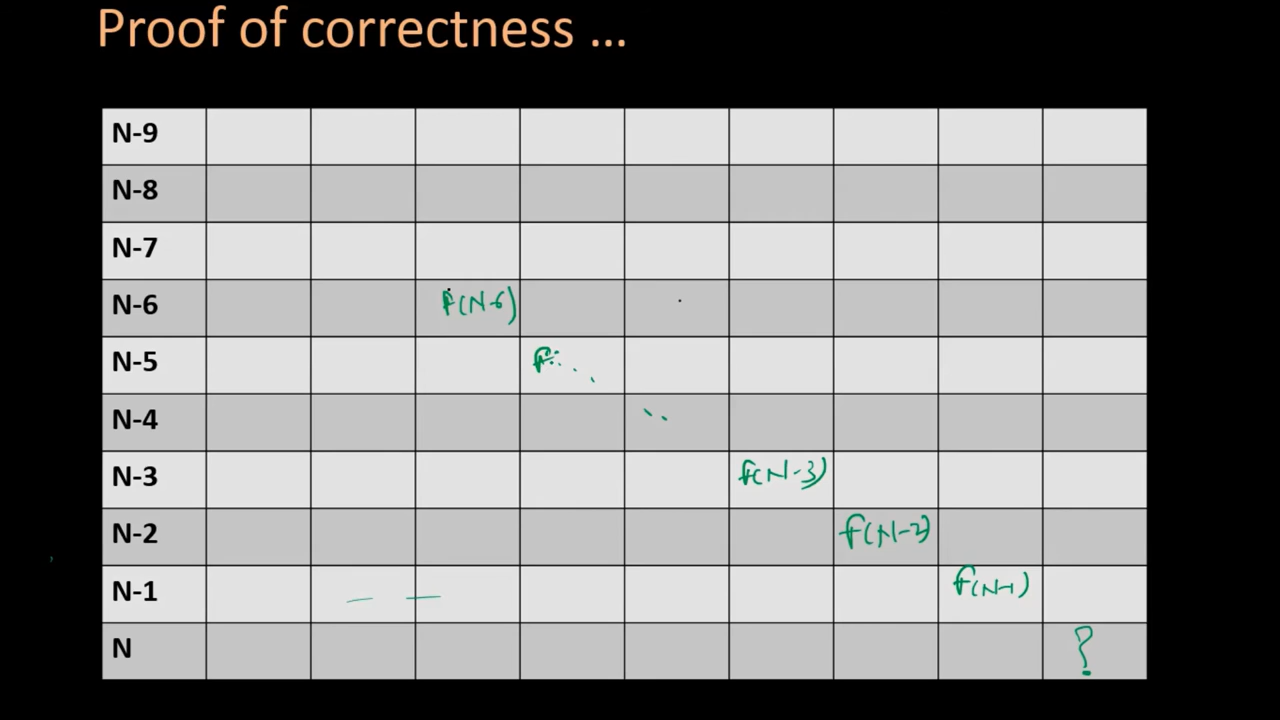 Proof of correctness ...
N-9
N-8
N-7
N-6 f(N-6)
N-5 f
N-4
N-3 f(N-3)
N-2 f(N-2)
N-1 f(N-1)
N ?